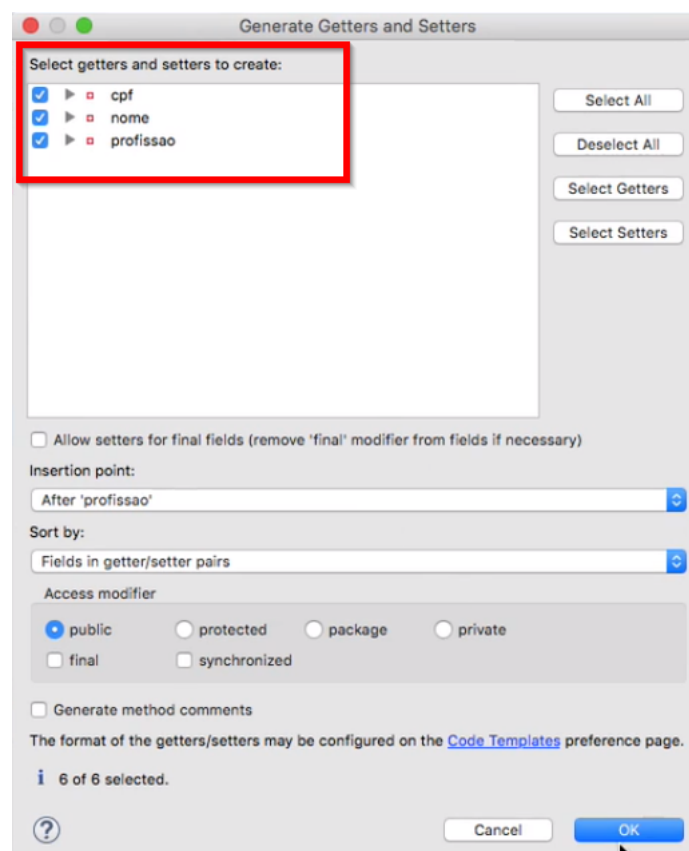 Generate Getters and Setters
Select getters and setters to create:
cpf
nome
profissao
Select All
Deselect All
Select Getters
Select Setters
Allow setters for final fields (remove 'final' modifier from fields if necessary)
Insertion point:
After 'profissao'
Sort by:
Fields in getter/setter pairs
Access modifier
public protected package private
final synchronized
Generate method comments
The format of the getters/setters may be configured on the Code Templates preference page.
i 6 of 6 selected.
? Cancel OK